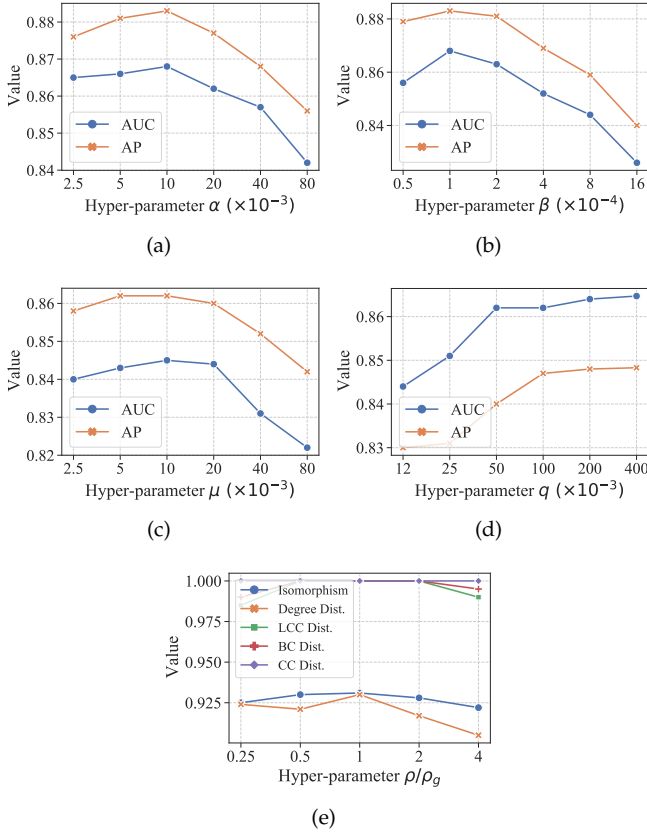 0.88
0.87
0.86
0.85
0.84
Value
AUC
AP
2.5 5 10 20 40 80
Hyper-parameter α (×10⁻³)
(a)
0.88
0.86
0.84
Value
AUC
AP
0.5 1 2 4 8 16
Hyper-parameter β (×10⁻⁴)
(b)
0.86
0.85
0.84
0.83
0.82
Value
AUC
AP
2.5 5 10 20 40 80
Hyper-parameter μ (×10⁻³)
(c)
0.86
0.85
0.84
0.83
Value
AUC
AP
12 25 50 100 200 400
Hyper-parameter q (×10⁻³)
(d)
1.000
0.975
0.950
0.925
Value
Isomorphism
Degree Dist.
LCC Dist.
BC Dist.
CC Dist.
0.25 0.5 1 2 4
Hyper-parameter ρ/ρg
(e)